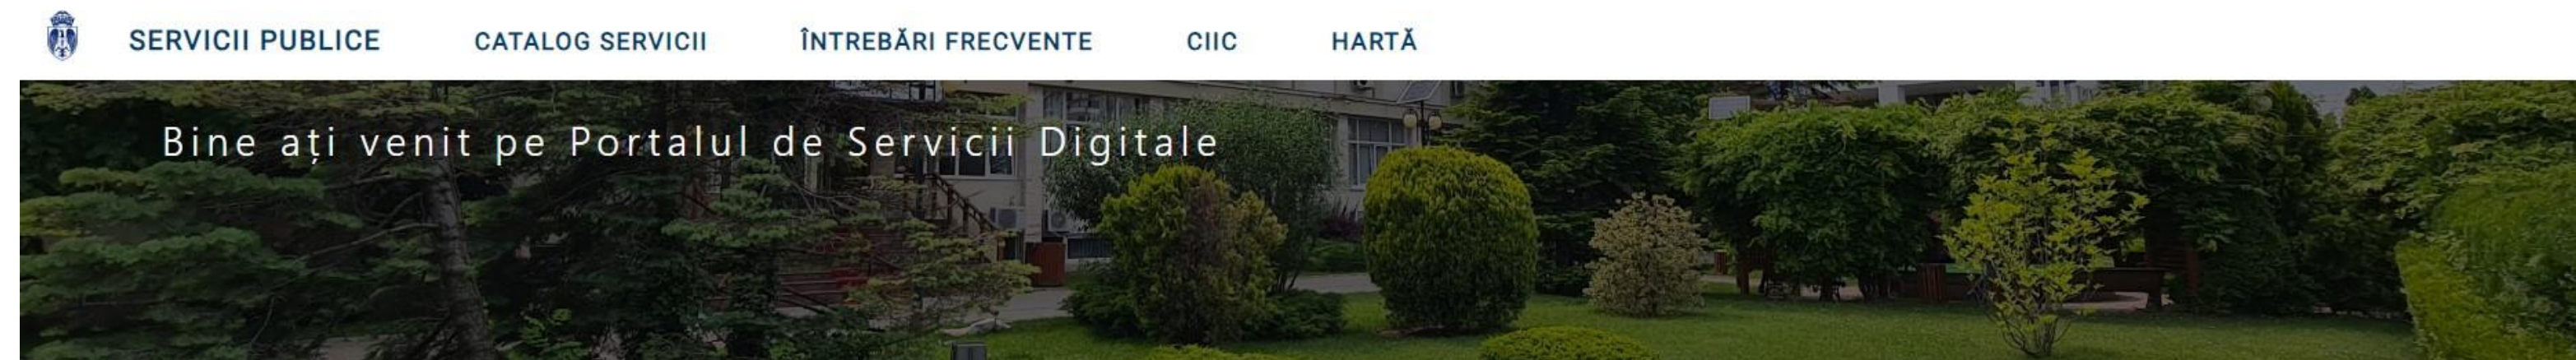 SERVICII PUBLICE CATALOG SERVICII ÎNTREBĂRI FRECVENTE CIIC HARTĂ
Bine ați venit pe Portalul de Servicii Digitale